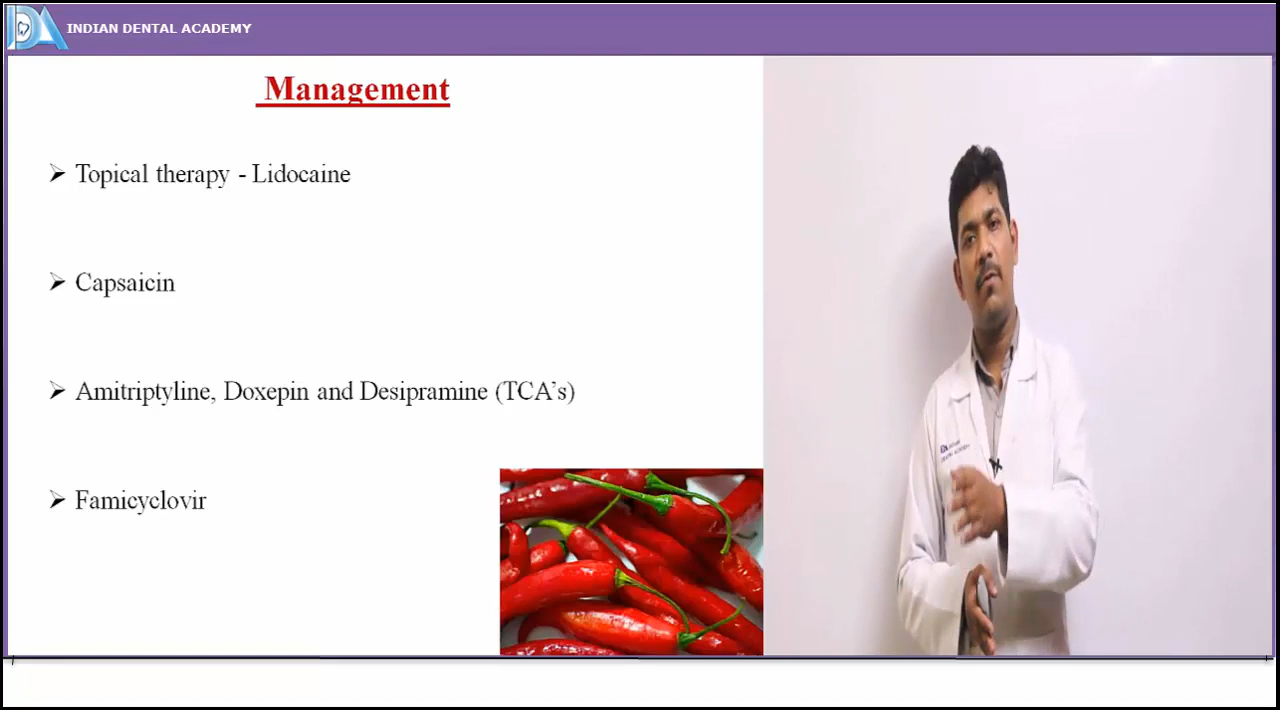 INDIAN DENTAL ACADEMY
Management
➢ Topical therapy - Lidocaine
➢ Capsaicin
➢ Amitriptyline, Doxepin and Desipramine (TCA’s)
➢ Famicyclovir